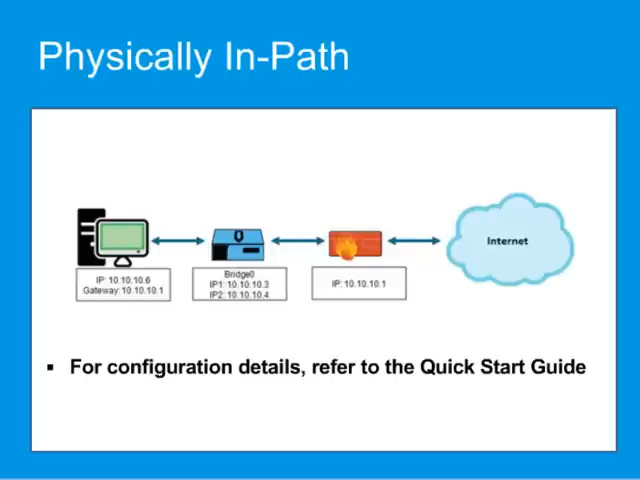 Physically In-Path
Internet
IP: 10.10.10.6
Gateway: 10.10.10.1
Bridge0
IP1: 10.10.10.3
IP2: 10.10.10.4
IP: 10.10.10.1
▪ For configuration details, refer to the Quick Start Guide